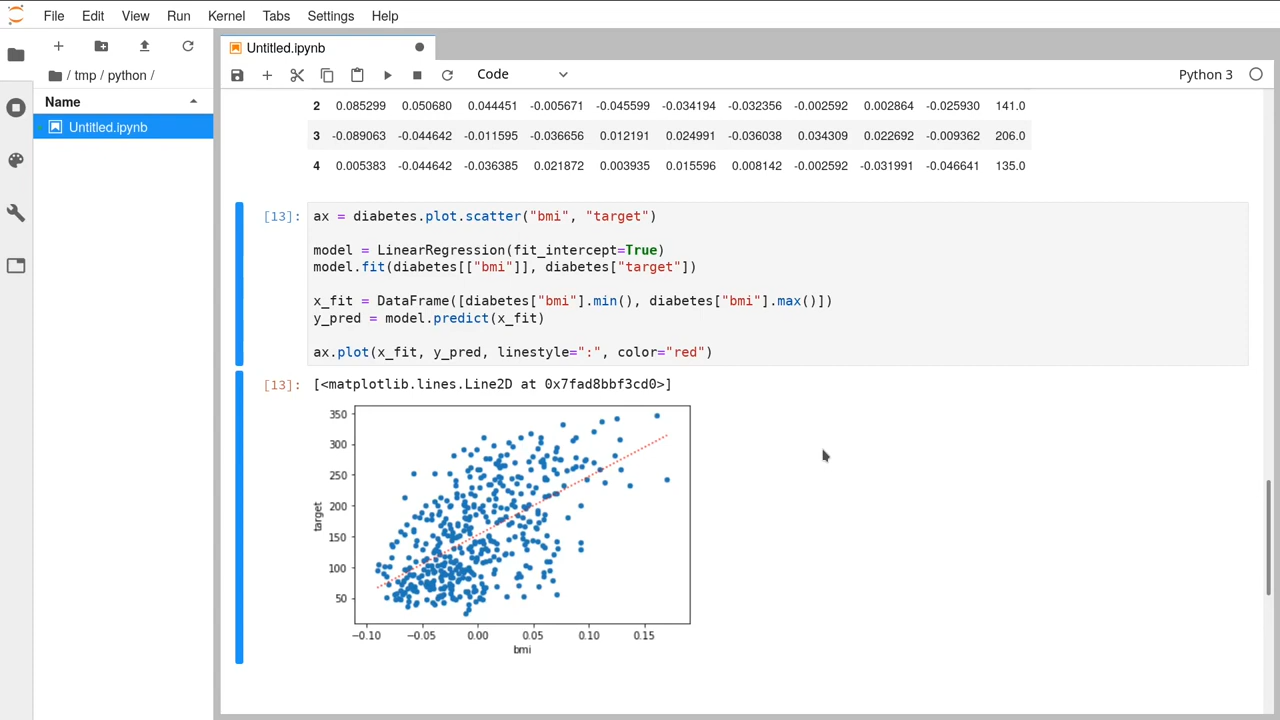 File Edit View Run Kernel Tabs Settings Help
/ tmp / python /
Name
Untitled.ipynb
Untitled.ipynb
Code
Python 3
2 0.085299 0.050680 0.044451 -0.005671 -0.045599 -0.034194 -0.032356 -0.002592 0.002864 -0.025930 141.0
3 -0.089063 -0.044642 -0.011595 -0.036656 0.012191 0.024991 -0.036038 0.034309 0.022692 -0.009362 206.0
4 0.005383 -0.044642 -0.036385 0.021872 0.003935 0.015596 0.008142 -0.002592 -0.031991 -0.046641 135.0
[13]: ax = diabetes.plot.scatter("bmi", "target")
model = LinearRegression(fit_intercept=True)
model.fit(diabetes[["bmi"]], diabetes["target"])
x_fit = DataFrame([diabetes["bmi"].min(), diabetes["bmi"].max()])
y_pred = model.predict(x_fit)
ax.plot(x_fit, y_pred, linestyle=":", color="red")
[13]: [<matplotlib.lines.Line2D at 0x7fad8bbf3cd0>]
350
300
250
200
150
100
50
target
−0.10 −0.05 0.00 0.05 0.10 0.15
bmi